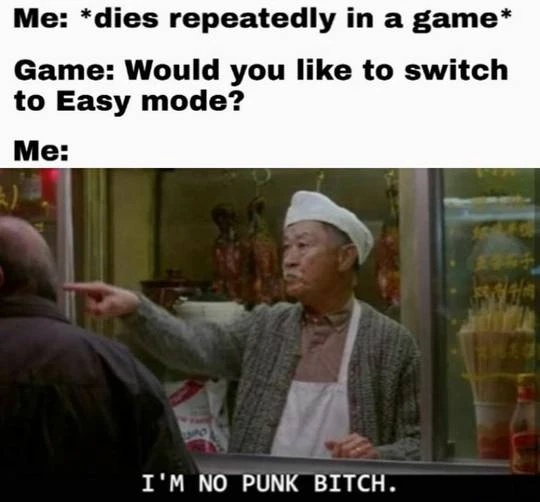 Me: *dies repeatedly in a game*
Game: Would you like to switch
to Easy mode?
Me:
I'M NO PUNK BITCH.